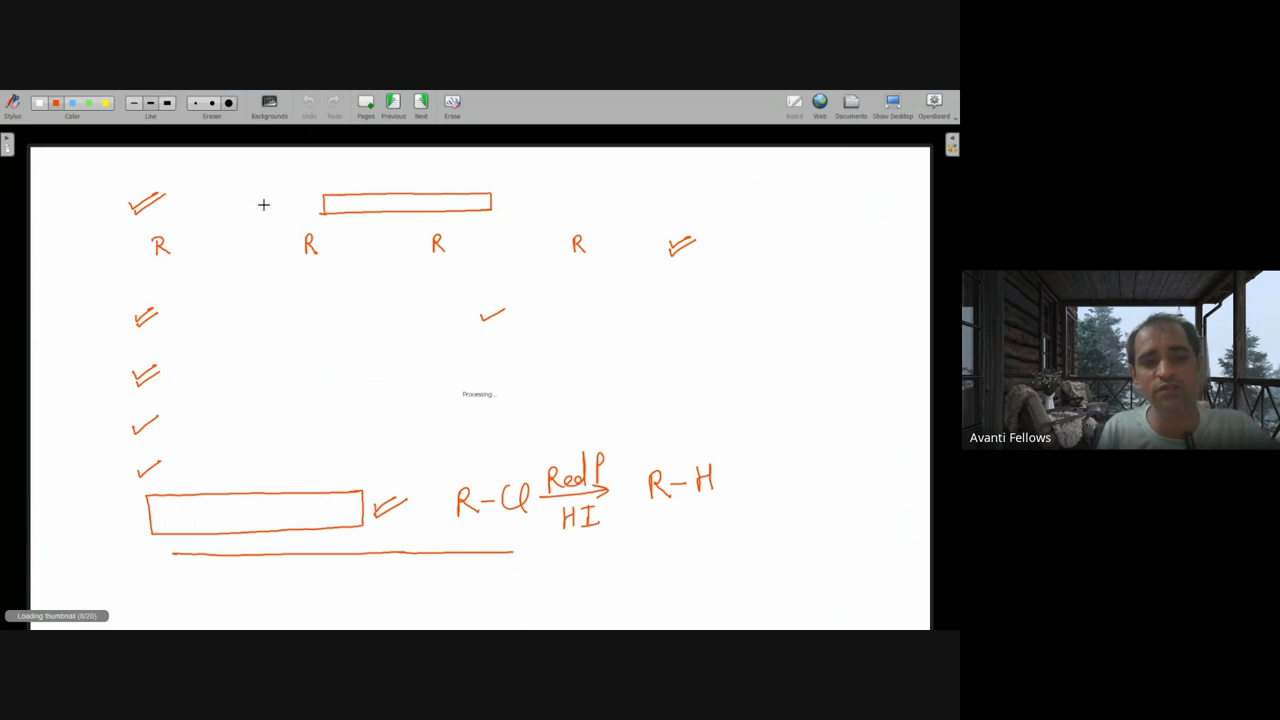 Stylus Color Line Eraser Backgrounds Undo Redo Pages Previous Next Erase Board Web Documents Show Desktop OpenBoard
R R R R
Processing...
R-Cl Red P HI R-H
Avanti Fellows
Loading thumbnail (6/20)